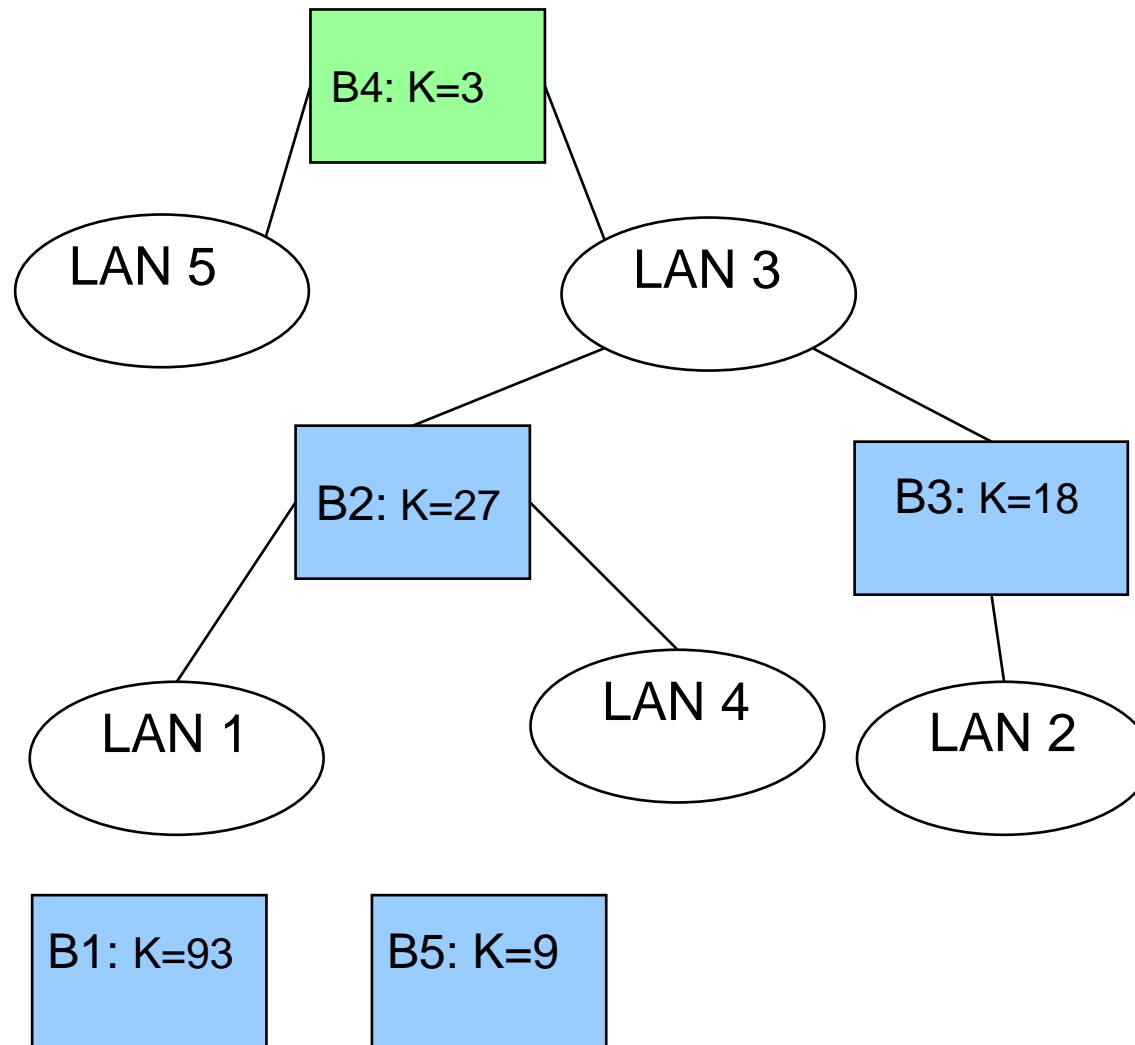 B4: K=3
LAN 5
LAN 3
B2: K=27
B3: K=18
LAN 1
LAN 4
LAN 2
B1: K=93
B5: K=9